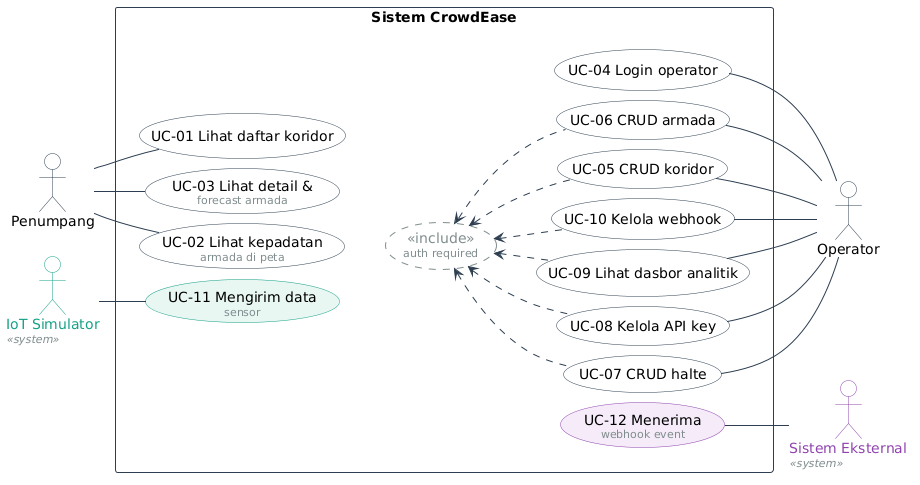 Sistem CrowdEase
UC-04 Login operator
UC-06 CRUD armada
UC-01 Lihat daftar koridor
UC-05 CRUD koridor
UC-03 Lihat detail &
forecast armada
Penumpang
UC-10 Kelola webhook
UC-02 Lihat kepadatan
armada di peta
«include»
auth required
Operator
UC-09 Lihat dasbor analitik
UC-11 Mengirim data
sensor
IoT Simulator
«system»
UC-08 Kelola API key
UC-07 CRUD halte
UC-12 Menerima
webhook event
Sistem Eksternal
«system»